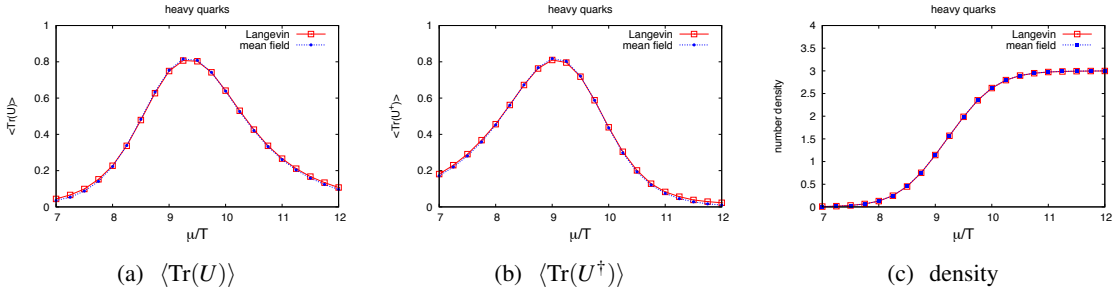 heavy quarks
Langevin
mean field
<Tr(U)>
1
0.8
0.6
0.4
0.2
0
7 8 9 10 11 12
μ/T
(a) ⟨Tr(U)⟩
heavy quarks
Langevin
mean field
<Tr(U⁺)>
1
0.8
0.6
0.4
0.2
0
7 8 9 10 11 12
μ/T
(b) ⟨Tr(U†)⟩
heavy quarks
Langevin
mean field
number density
4
3.5
3
2.5
2
1.5
1
0.5
0
7 8 9 10 11 12
μ/T
(c) density